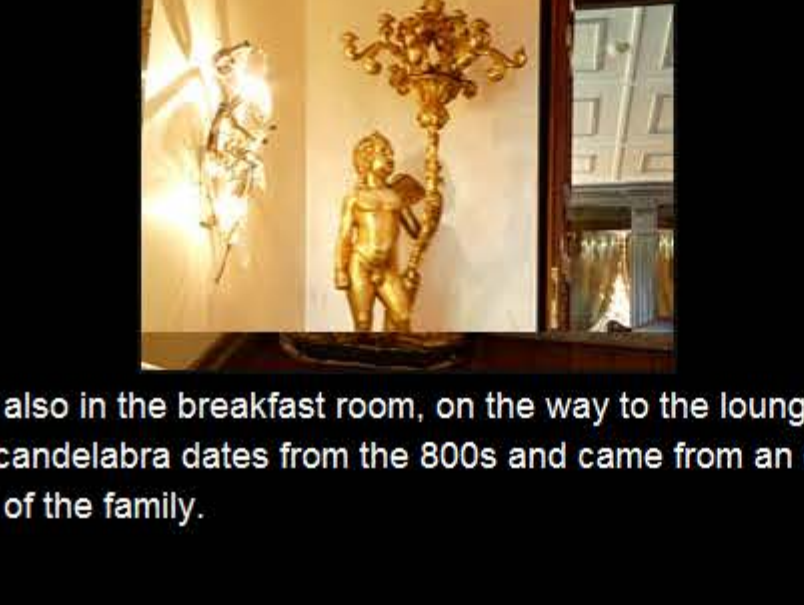 also in the breakfast room, on the way to the loung
candelabra dates from the 800s and came from an
of the family.